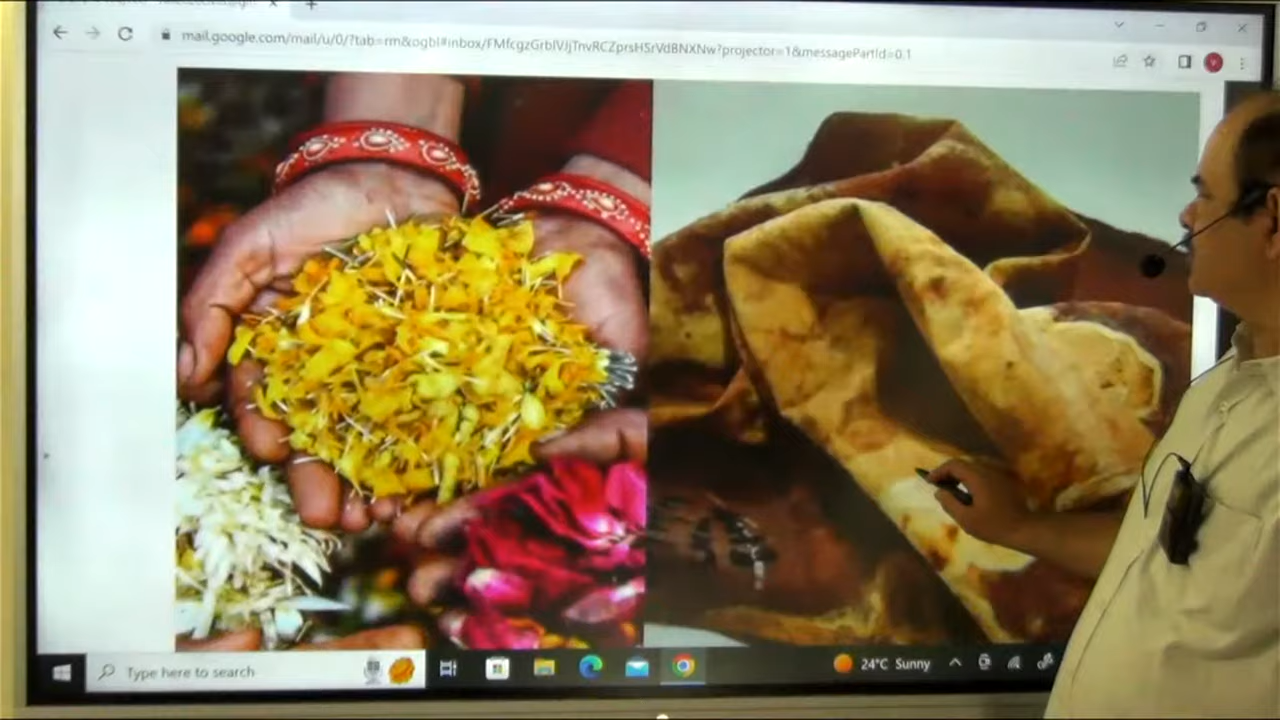 mail.google.com/mail/u/0/?tab=rm&ogbl#inbox/FMfcgzGrblVJjTnvRCZprsHSrVdBNXNw?projector=1&messagePartId=0.1
Type here to search
24°C Sunny